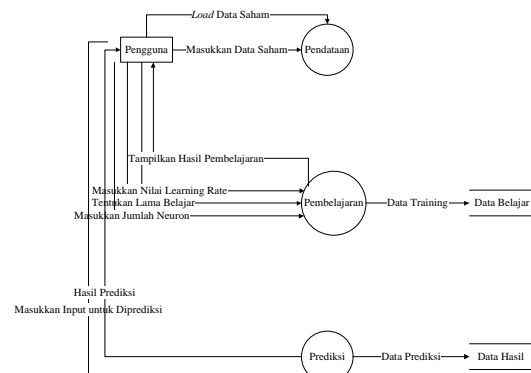 Load Data Saham
Pengguna
Masukkan Data Saham
Pendataan
Tampilkan Hasil Pembelajaran
Masukkan Nilai Learning Rate
Tentukan Lama Belajar
Masukkan Jumlah Neuron
Pembelajaran
Data Training
Data Belajar
Hasil Prediksi
Masukkan Input untuk Diprediksi
Prediksi
Data Prediksi
Data Hasil